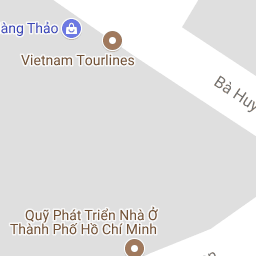 àng Thảo
Vietnam Tourlines
Bà Huy
Quỹ Phát Triển Nhà Ở
Thành Phố Hồ Chí Minh